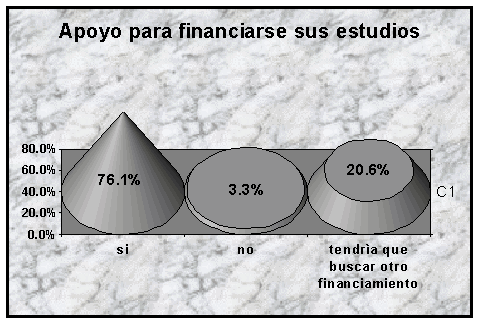 Apoyo para financiarse sus estudios
80.0%
60.0%
40.0%
20.0%
0.0%
76.1%
3.3%
20.6%
C1
si
no
tendrìa que
buscar otro
financiamiento